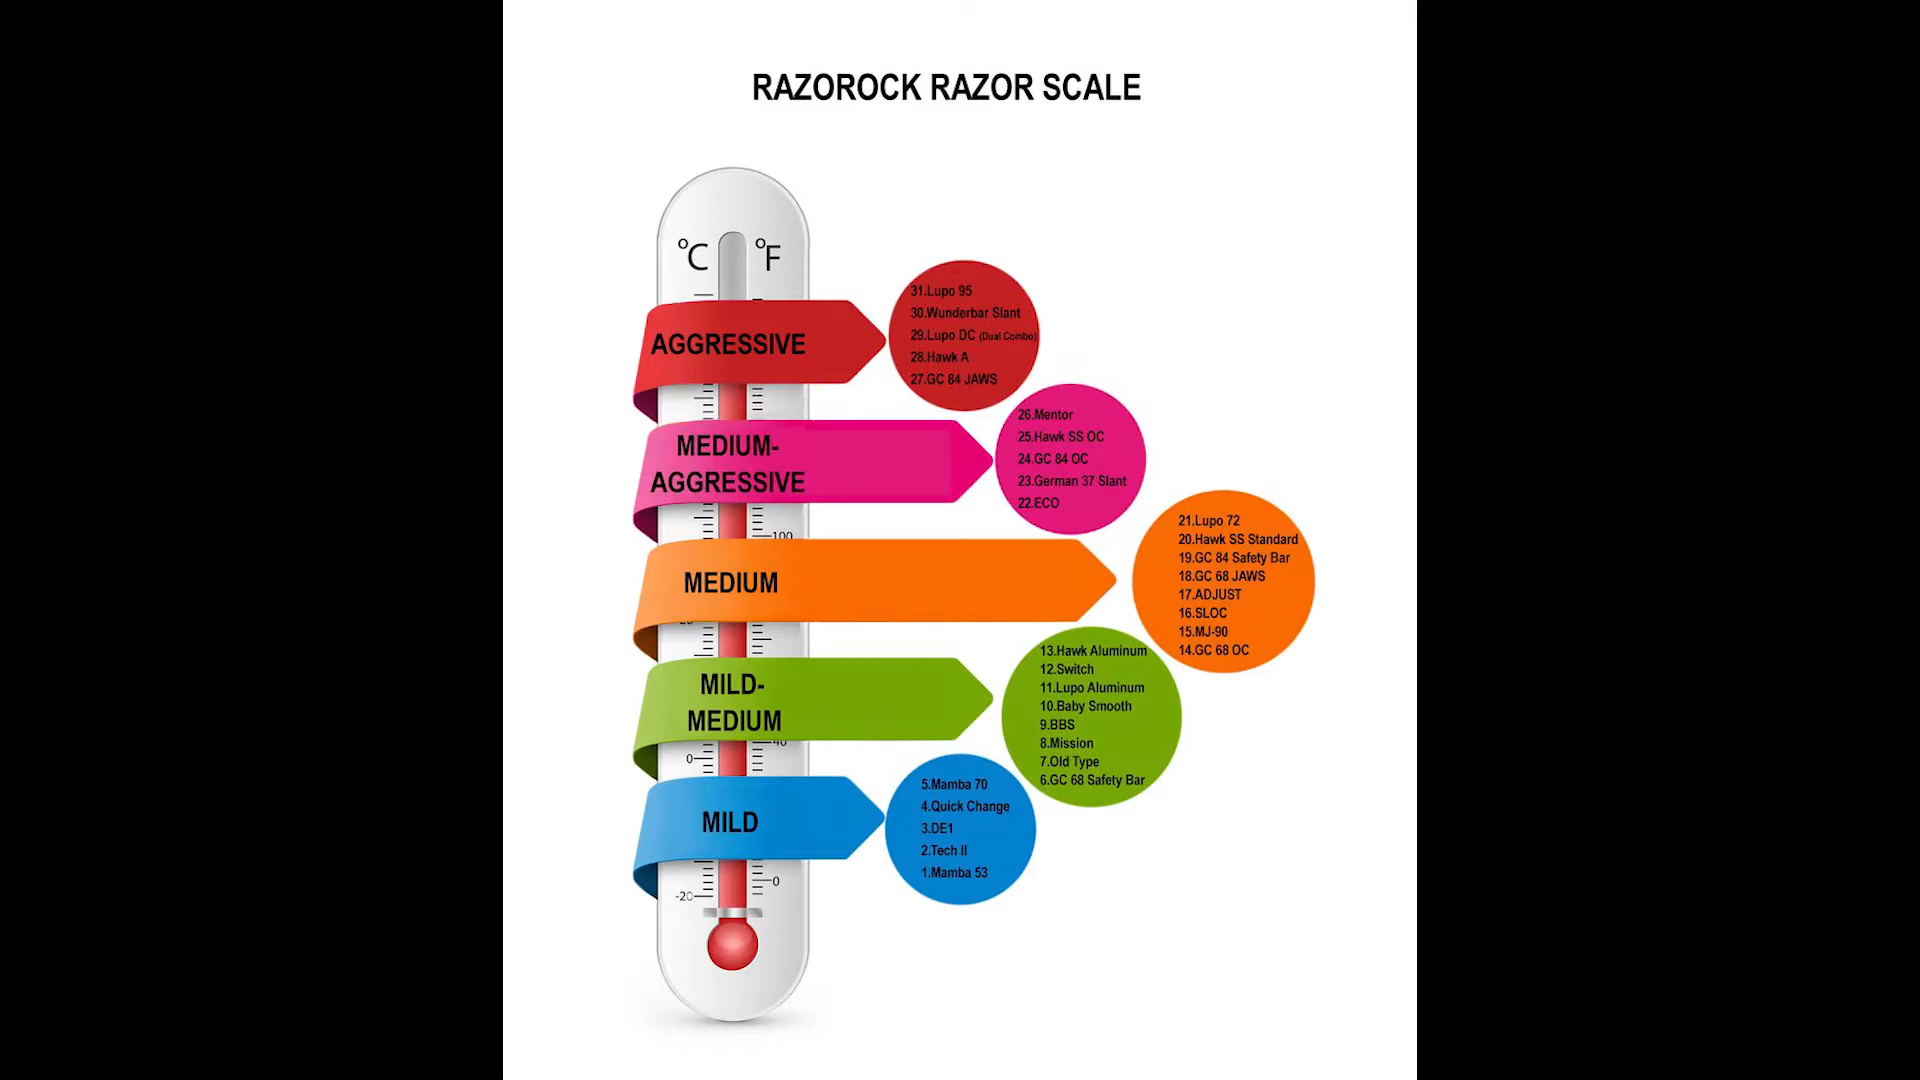 RAZOROCK RAZOR SCALE
°C °F
AGGRESSIVE
31.Lupo 95
30.Wunderbar Slant
29.Lupo DC (Dual Combo)
28.Hawk A
27.GC 84 JAWS
MEDIUM-
AGGRESSIVE
26.Mentor
25.Hawk SS OC
24.GC 84 OC
23.German 37 Slant
22.ECO
100
MEDIUM
21.Lupo 72
20.Hawk SS Standard
19.GC 84 Safety Bar
18.GC 68 JAWS
17.ADJUST
16.SLOC
15.MJ-90
14.GC 68 OC
MILD-
MEDIUM
13.Hawk Aluminum
12.Switch
11.Lupo Aluminum
10.Baby Smooth
9.BBS
8.Mission
7.Old Type
6.GC 68 Safety Bar
40
0
MILD
5.Mamba 70
4.Quick Change
3.DE1
2.Tech II
1.Mamba 53
0
-20